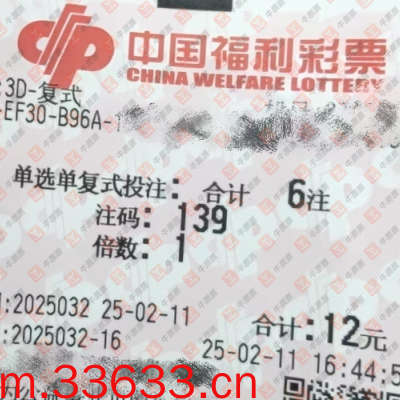 中国福利彩票
CHINA WELFARE LOTTERY
3D-复式
EF30-B96A-
单选单复式投注: 合计 6注
注码: 139
倍数: 1
:2025032 25-02-11
合计: 12元
:2025032-16
25-02-11 16:44:5
m.33633.cn